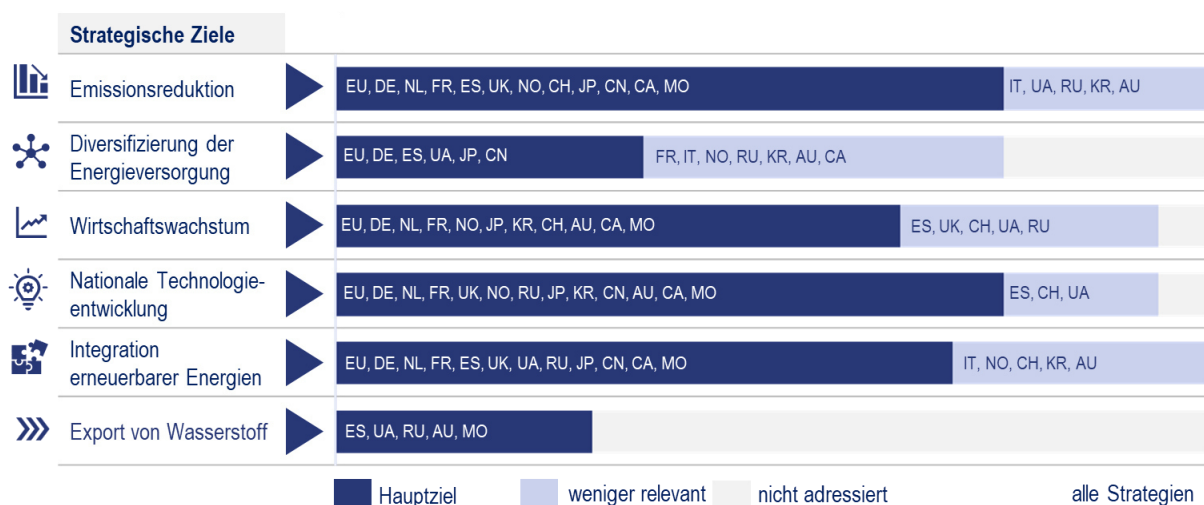 Strategische Ziele
Emissionsreduktion
EU, DE, NL, FR, ES, UK, NO, CH, JP, CN, CA, MO
IT, UA, RU, KR, AU
Diversifizierung der
Energieversorgung
EU, DE, ES, UA, JP, CN
FR, IT, NO, RU, KR, AU, CA
Wirtschaftswachstum
EU, DE, NL, FR, NO, JP, KR, CH, AU, CA, MO
ES, UK, CH, UA, RU
Nationale Technologie-
entwicklung
EU, DE, NL, FR, UK, NO, RU, JP, KR, CN, AU, CA, MO
ES, CH, UA
Integration
erneuerbarer Energien
EU, DE, NL, FR, ES, UK, UA, RU, JP, CN, CA, MO
IT, NO, CH, KR, AU
Export von Wasserstoff
ES, UA, RU, AU, MO
Hauptziel
weniger relevant
nicht adressiert
alle Strategien